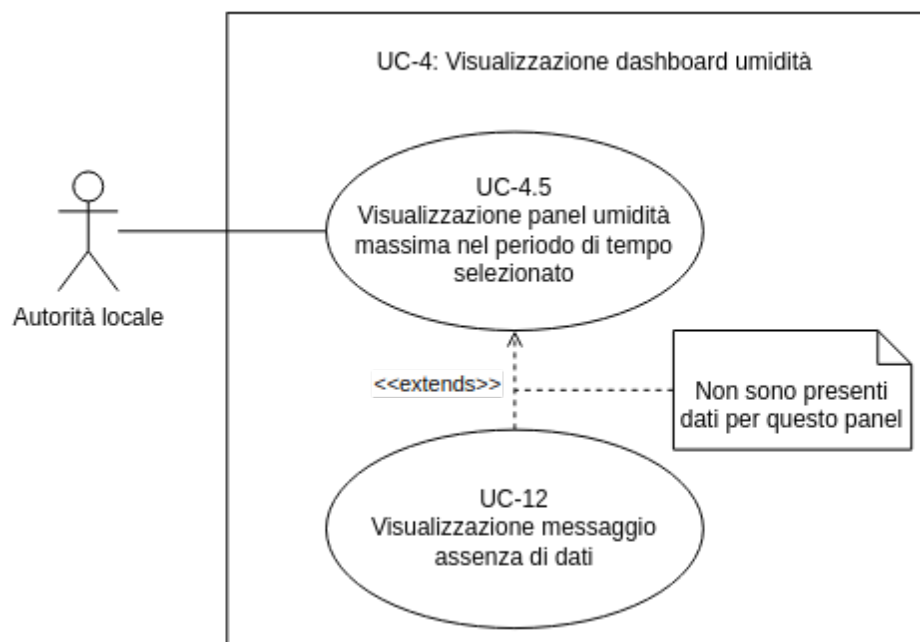 UC-4: Visualizzazione dashboard umidità
UC-4.5
Visualizzazione panel umidità
massima nel periodo di tempo
selezionato
Autorità locale
<<extends>>
Non sono presenti
dati per questo panel
UC-12
Visualizzazione messaggio
assenza di dati